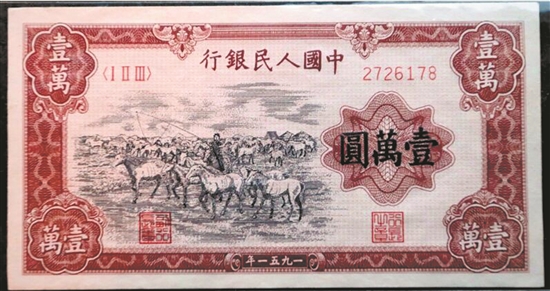 行銀民人國中
壹萬
壹萬
〈I II III〉
2726178
圓萬壹
萬壹
萬壹
年一五九一